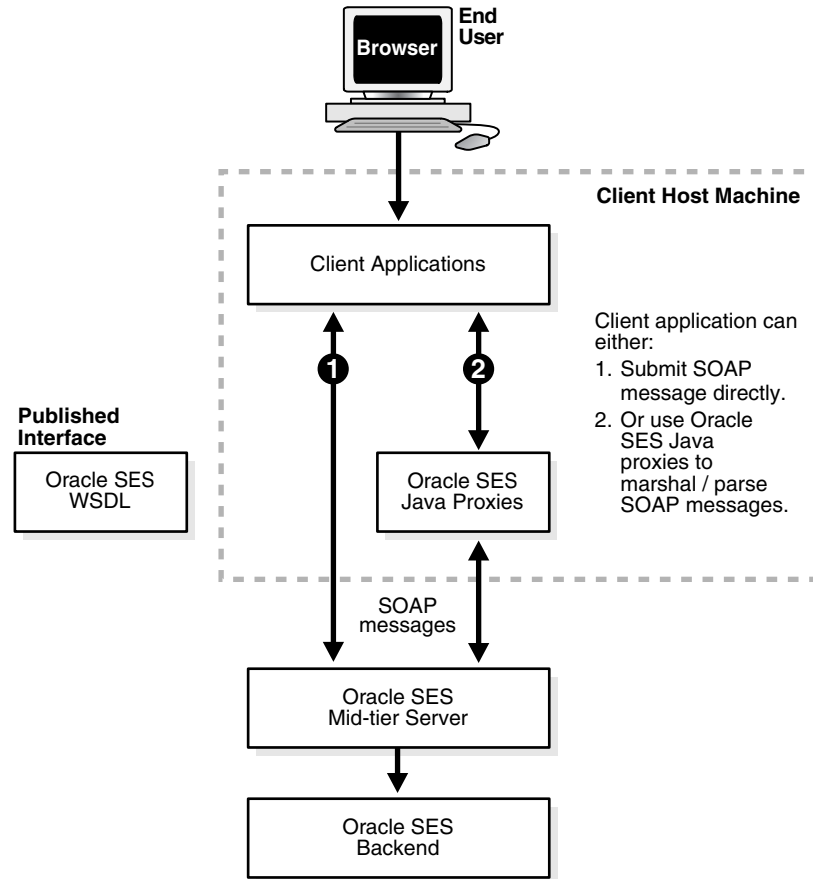 End
User
Browser
Client Host Machine
Client Applications
Client application can
either:
1. Submit SOAP
message directly.
2. Or use Oracle
SES Java
proxies to
marshal / parse
SOAP messages.
1
2
Published
Interface
Oracle SES
WSDL
Oracle SES
Java Proxies
SOAP
messages
Oracle SES
Mid-tier Server
Oracle SES
Backend